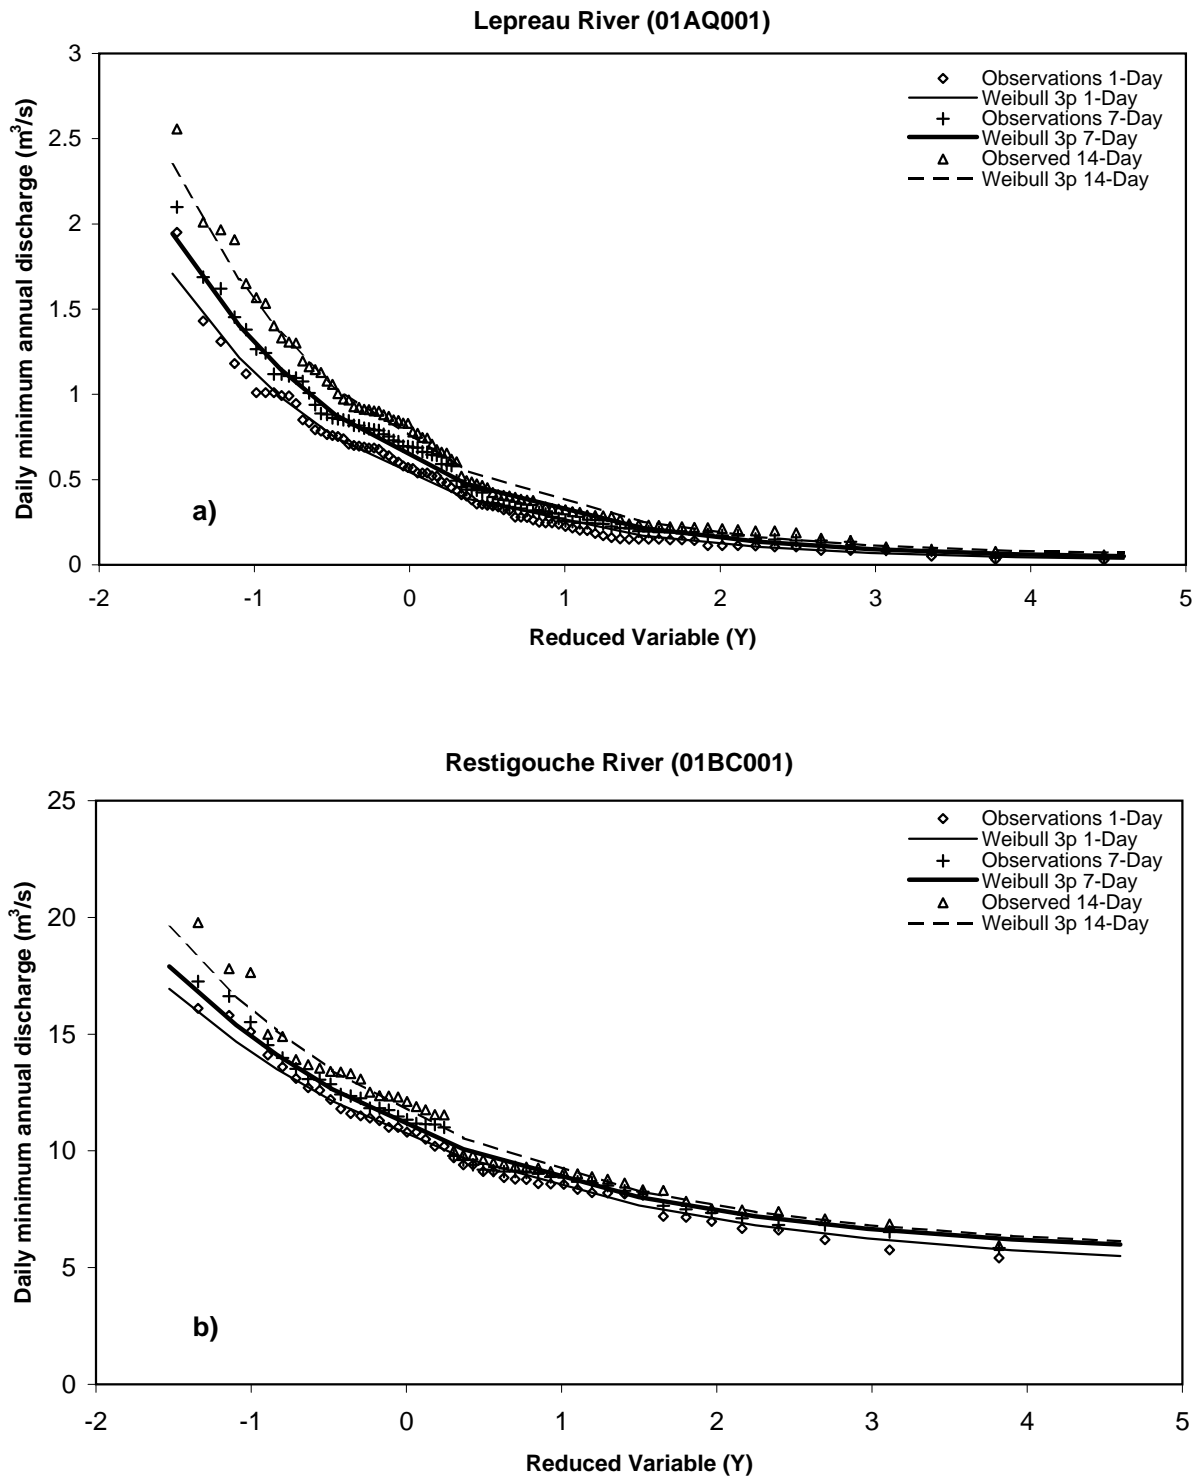 Lepreau River (01AQ001)
Daily minimum annual discharge (m³/s)
3
2.5
2
1.5
1
0.5
0
Observations 1-Day
Weibull 3p 1-Day
Observations 7-Day
Weibull 3p 7-Day
Observed 14-Day
Weibull 3p 14-Day
a)
-2 -1 0 1 2 3 4 5
Reduced Variable (Y)
Restigouche River (01BC001)
Daily minimum annual discharge (m³/s)
25
20
15
10
5
0
Observations 1-Day
Weibull 3p 1-Day
Observations 7-Day
Weibull 3p 7-Day
Observed 14-Day
Weibull 3p 14-Day
b)
-2 -1 0 1 2 3 4 5
Reduced Variable (Y)